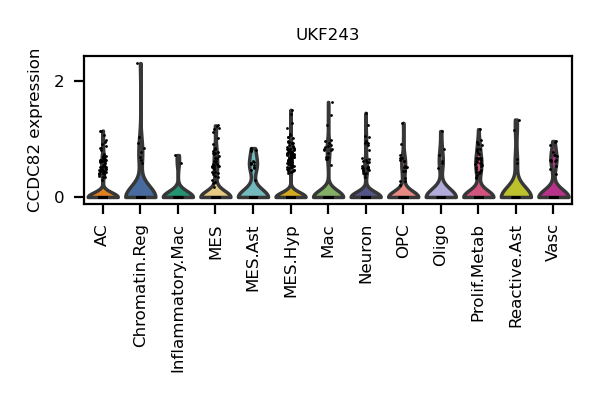 UKF243
CCDC82 expression
2
0
AC
Chromatin.Reg
Inflammatory.Mac
MES
MES.Ast
MES.Hyp
Mac
Neuron
OPC
Oligo
Prolif.Metab
Reactive.Ast
Vasc